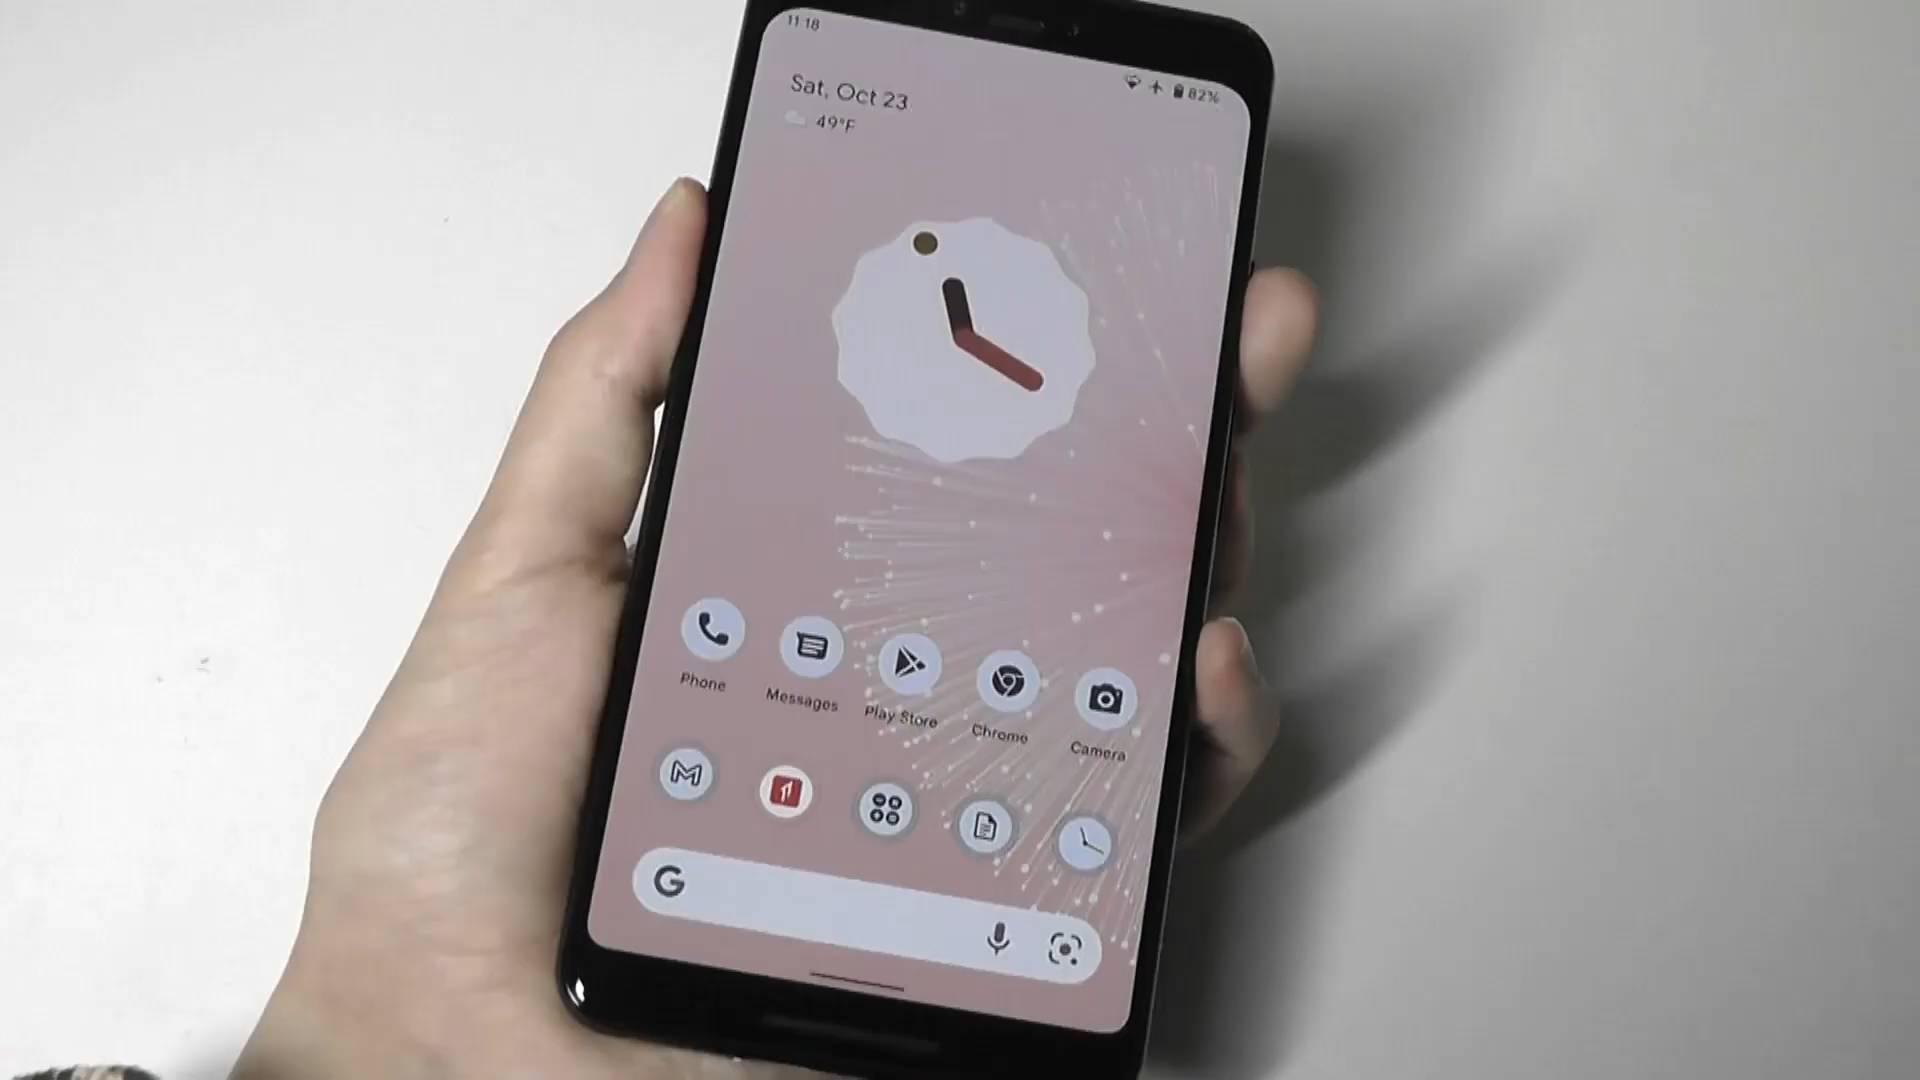 11:18
82%
Sat, Oct 23
49°F
Phone
Messages
Play Store
Chrome
Camera
G